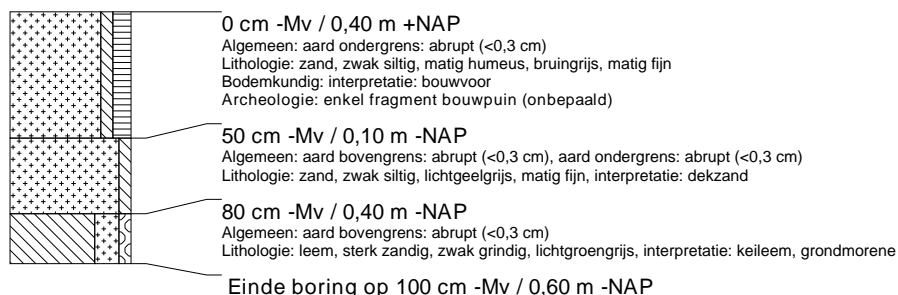 0 cm -Mv / 0,40 m +NAP
Algemeen: aard ondergrens: abrupt (<0,3 cm)
Lithologie: zand, zwak siltig, matig humeus, bruingrijs, matig fijn
Bodemkundig: interpretatie: bouwvoor
Archeologie: enkel fragment bouwpuin (onbepaald)
50 cm -Mv / 0,10 m -NAP
Algemeen: aard bovengrens: abrupt (<0,3 cm), aard ondergrens: abrupt (<0,3 cm)
Lithologie: zand, zwak siltig, lichtgeelgrijs, matig fijn, interpretatie: dekzand
80 cm -Mv / 0,40 m -NAP
Algemeen: aard bovengrens: abrupt (<0,3 cm)
Lithologie: leem, sterk zandig, zwak grindig, lichtgroengrijs, interpretatie: keileem, grondmorene
Einde boring op 100 cm -Mv / 0,60 m -NAP